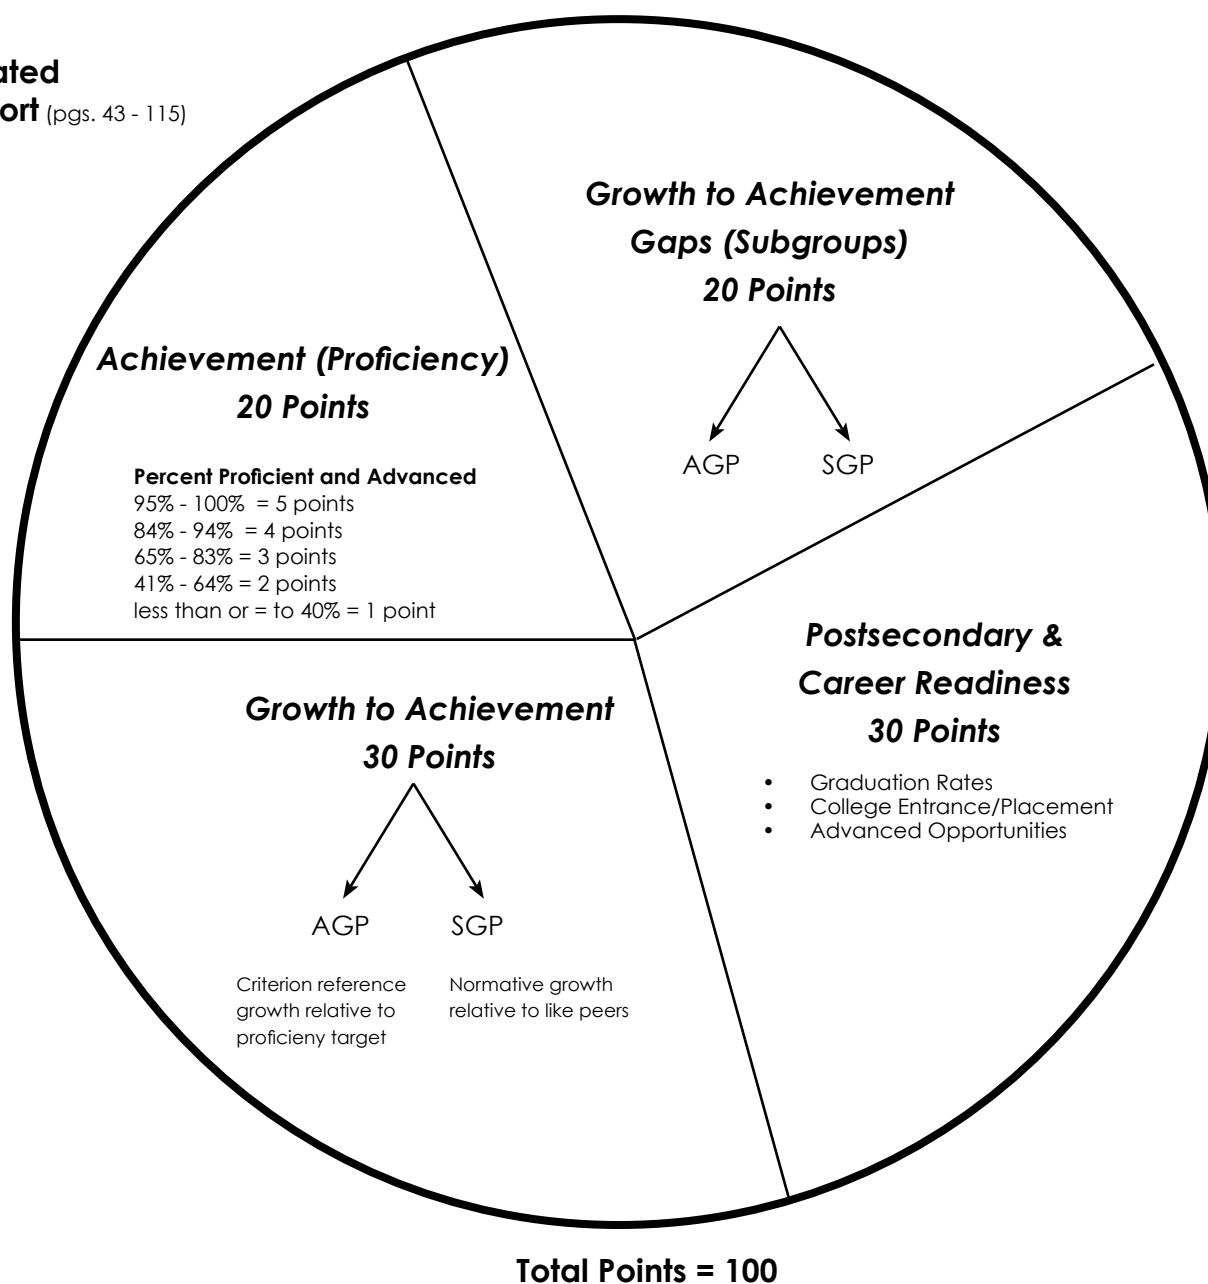 ated
ort (pgs. 43 - 115)
Growth to Achievement
Gaps (Subgroups)
20 Points
AGP SGP
Achievement (Proficiency)
20 Points
Percent Proficient and Advanced
95% - 100%  = 5 points
84% - 94%  = 4 points
65% - 83% = 3 points
41% - 64% = 2 points
less than or = to 40% = 1 point
Postsecondary &
Career Readiness
30 Points
• Graduation Rates
• College Entrance/Placement
• Advanced Opportunities
Growth to Achievement
30 Points
AGP SGP
Criterion reference
growth relative to
proficieny target
Normative growth
relative to like peers
Total Points = 100